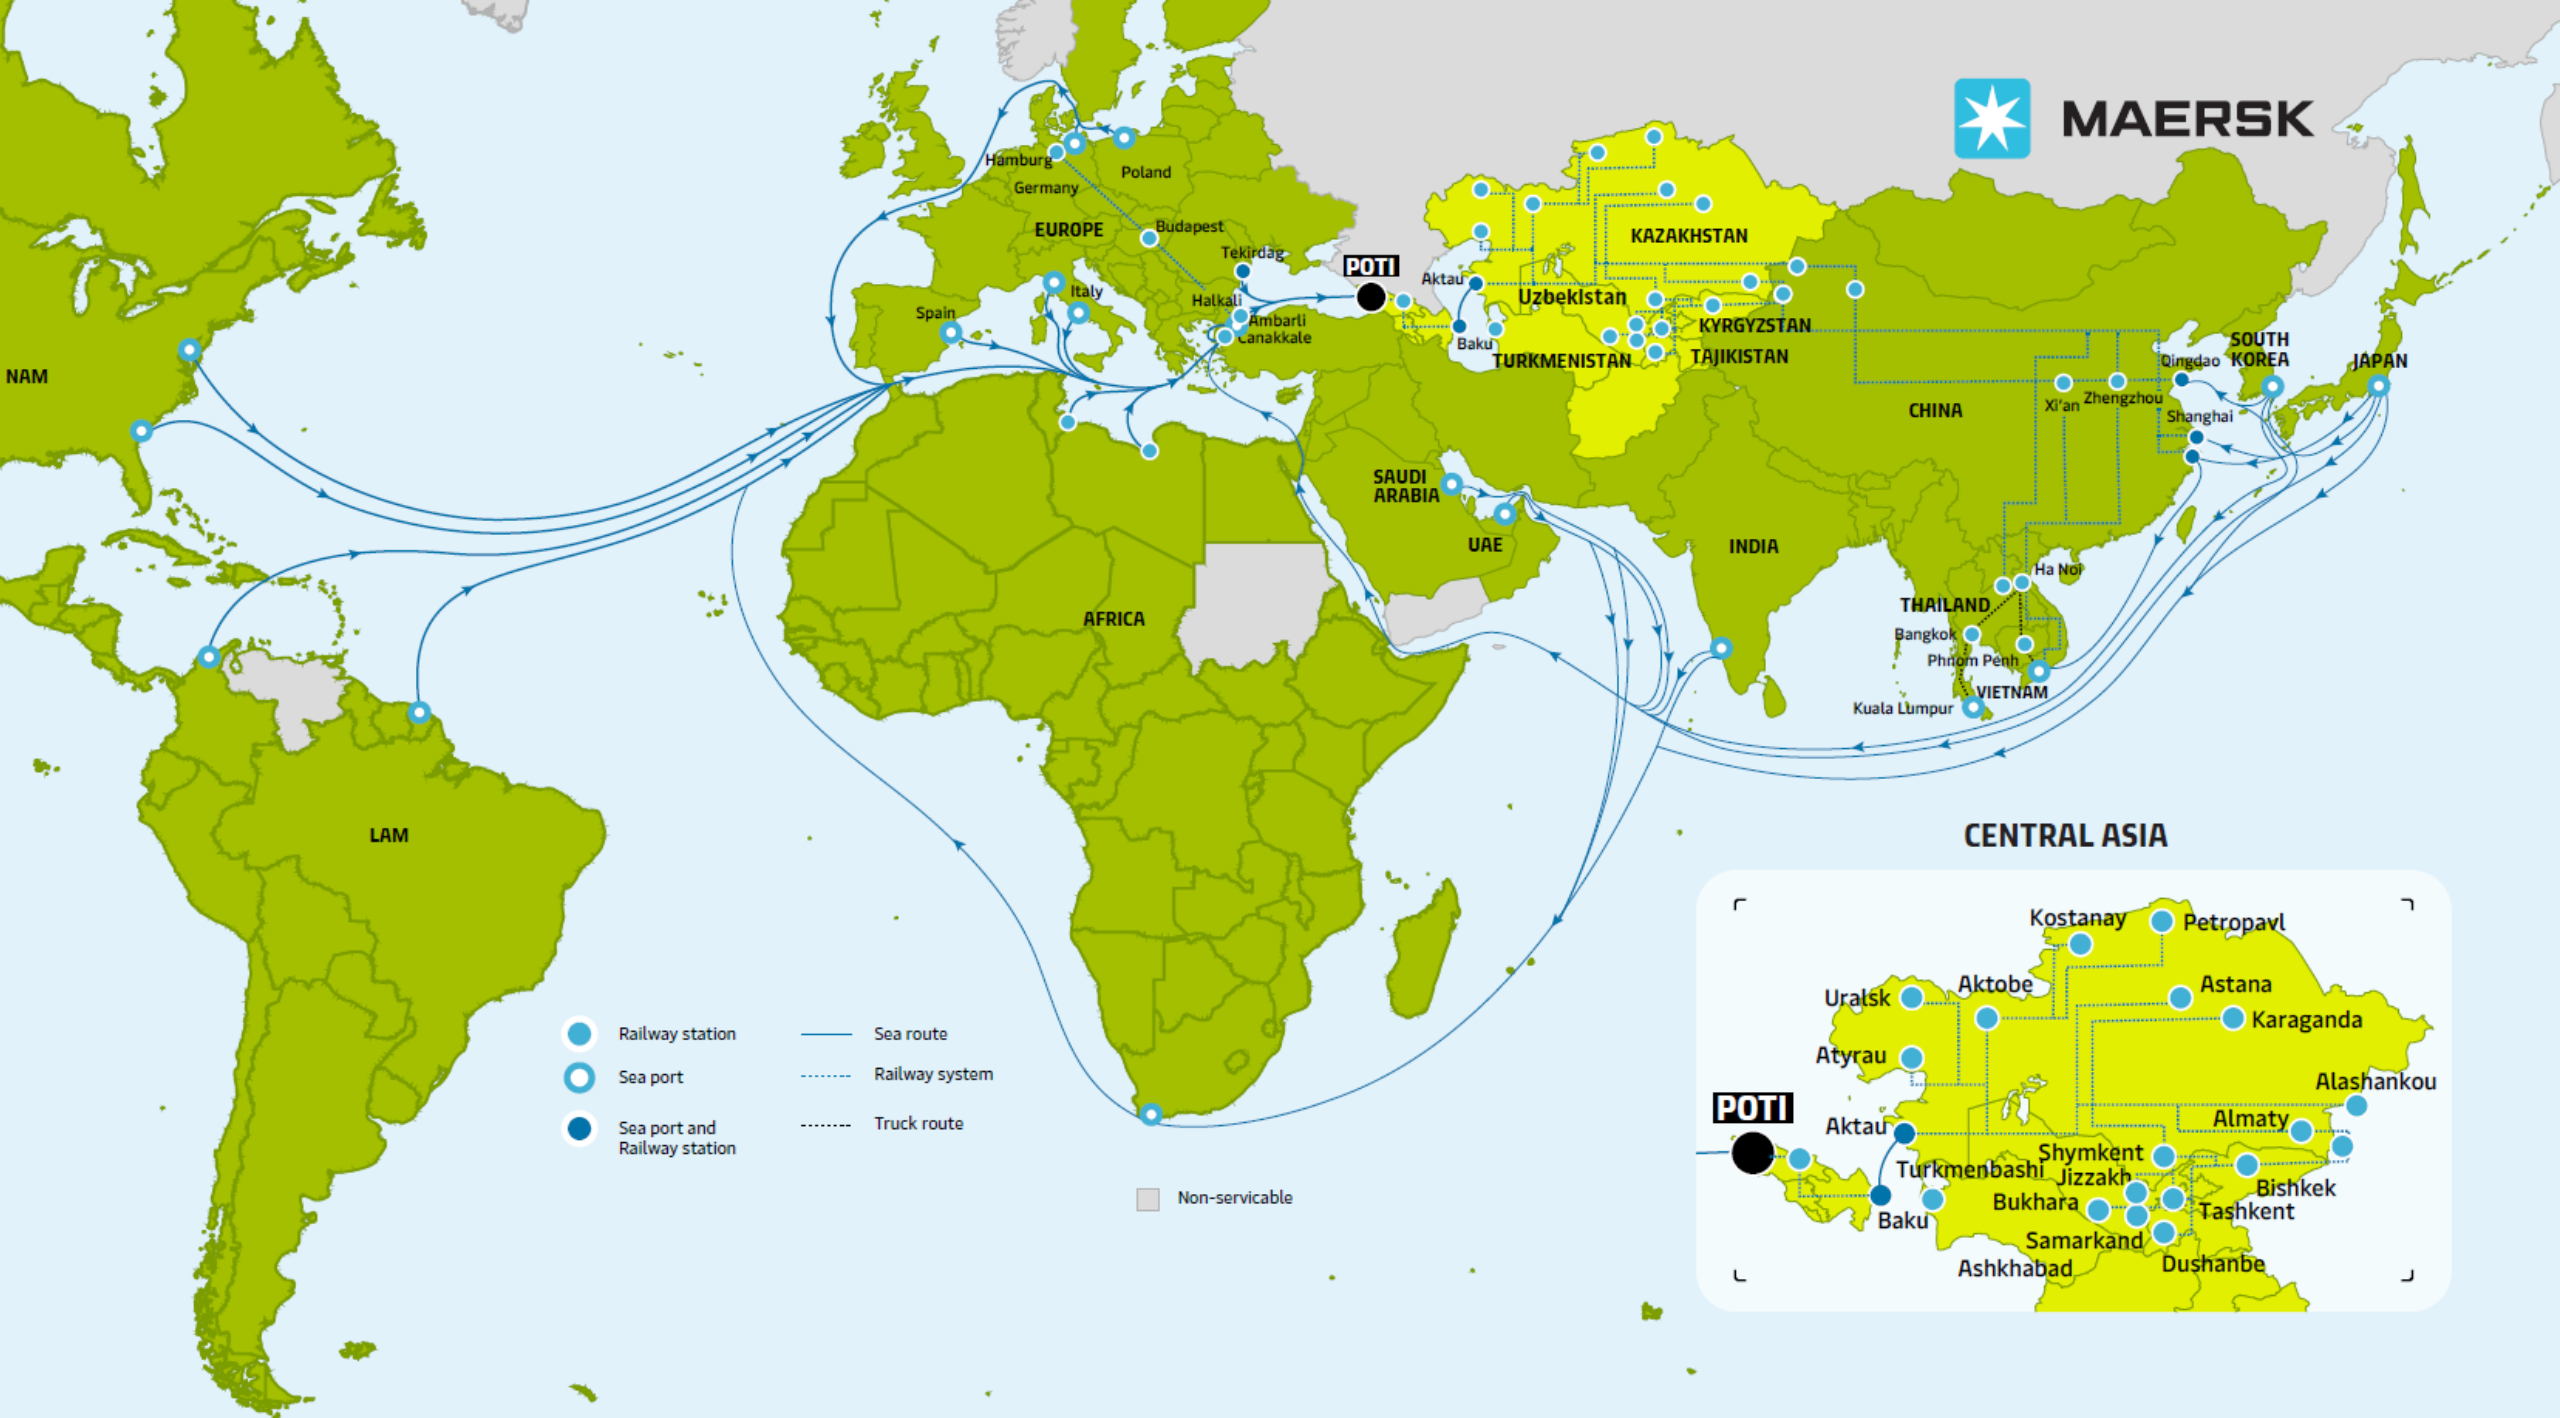 MAERSK
Hamburg
Germany
Poland
EUROPE
Budapest
Tekirdag
POTI
Aktau
KAZAKHSTAN
Italy
Halkali
Uzbekistan
Spain
Ambarli
Canakkale
Baku
KYRGYZSTAN
TURKMENISTAN
TAJIKISTAN
SOUTH
KOREA
JAPAN
Qingdao
NAM
Xi'an
Zhengzhou
CHINA
Shanghai
SAUDI
ARABIA
UAE
INDIA
Ha Noi
THAILAND
AFRICA
Bangkok
Phnom Penh
VIETNAM
Kuala Lumpur
LAM
CENTRAL ASIA
Kostanay
Petropavl
Uralsk
Aktobe
Astana
Karaganda
Atyrau
Alashankou
POTI
Aktau
Almaty
Shymkent
Turkmenbashi
Jizzakh
Bukhara
Bishkek
Tashkent
Baku
Samarkand
Ashkhabad
Dushanbe
Railway station
Sea route
Sea port
Railway system
Sea port and
Railway station
Truck route
Non-servicable